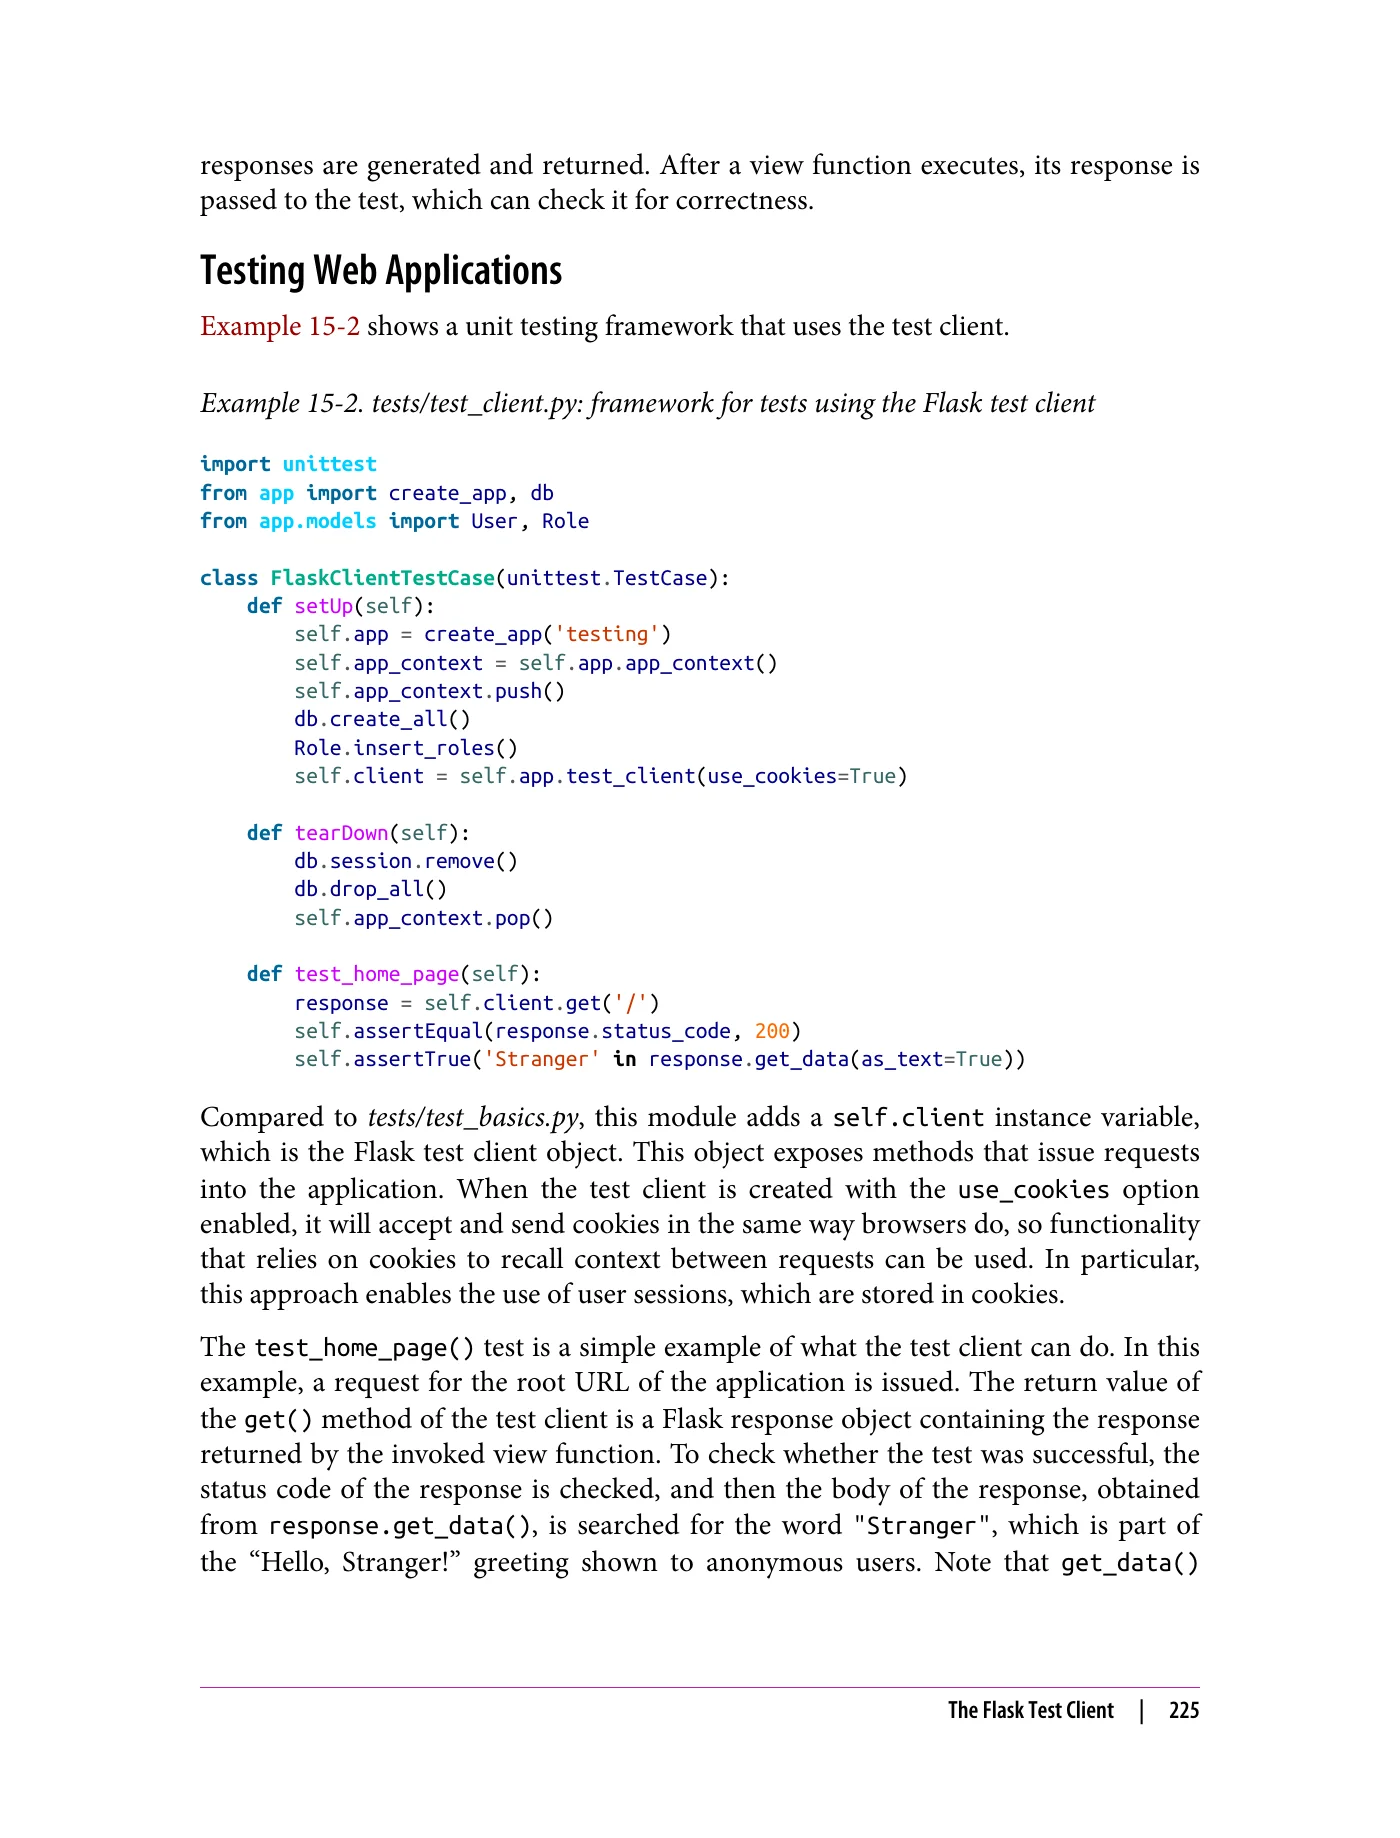 responses are generated and returned. After a view function executes, its response is
passed to the test, which can check it for correctness.
Testing Web Applications
Example 15-2 shows a unit testing framework that uses the test client.
Example 15-2. tests/test_client.py: framework for tests using the Flask test client
import unittest
from app import create_app, db
from app.models import User, Role
class FlaskClientTestCase(unittest.TestCase):
    def setUp(self):
        self.app = create_app('testing')
        self.app_context = self.app.app_context()
        self.app_context.push()
        db.create_all()
        Role.insert_roles()
        self.client = self.app.test_client(use_cookies=True)
    def tearDown(self):
        db.session.remove()
        db.drop_all()
        self.app_context.pop()
    def test_home_page(self):
        response = self.client.get('/')
        self.assertEqual(response.status_code, 200)
        self.assertTrue('Stranger' in response.get_data(as_text=True))
Compared to tests/test_basics.py, this module adds a self.client instance variable,
which is the Flask test client object. This object exposes methods that issue requests
into the application. When the test client is created with the use_cookies option
enabled, it will accept and send cookies in the same way browsers do, so functionality
that relies on cookies to recall context between requests can be used. In particular,
this approach enables the use of user sessions, which are stored in cookies.
The test_home_page() test is a simple example of what the test client can do. In this
example, a request for the root URL of the application is issued. The return value of
the get() method of the test client is a Flask response object containing the response
returned by the invoked view function. To check whether the test was successful, the
status code of the response is checked, and then the body of the response, obtained
from response.get_data(), is searched for the word "Stranger", which is part of
the “Hello, Stranger!” greeting shown to anonymous users. Note that get_data()
The Flask Test Client | 225